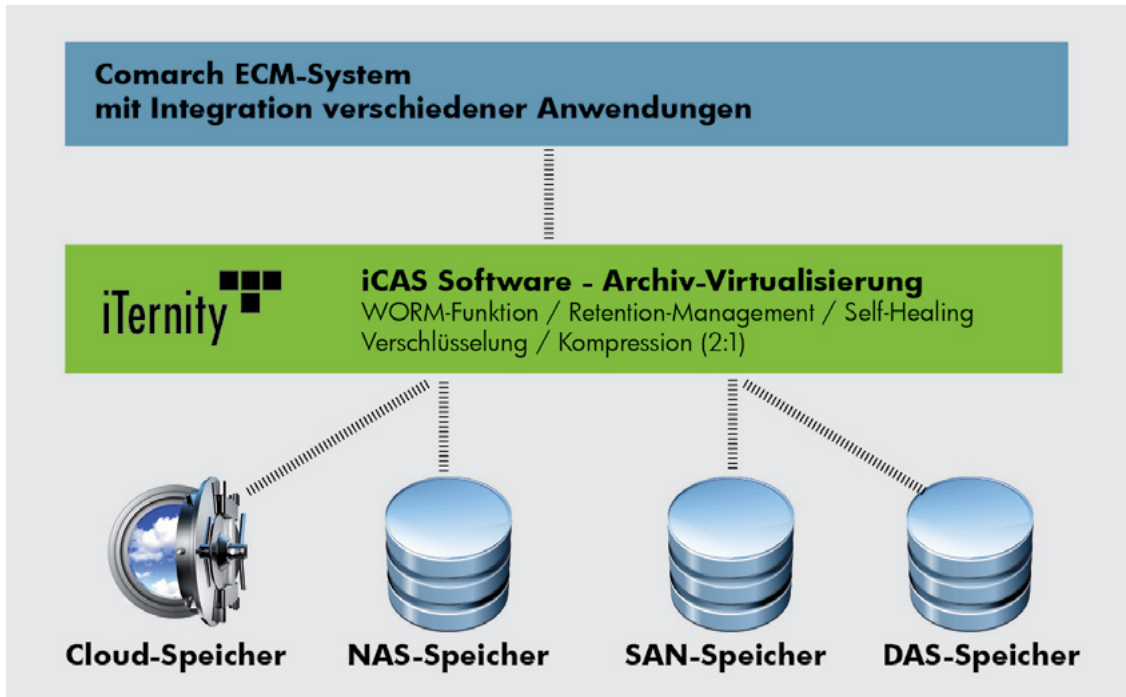 Comarch ECM-System
mit Integration verschiedener Anwendungen
iTernity
iCAS Software - Archiv-Virtualisierung
WORM-Funktion / Retention-Management / Self-Healing
Verschlüsselung / Kompression (2:1)
Cloud-Speicher
NAS-Speicher
SAN-Speicher
DAS-Speicher